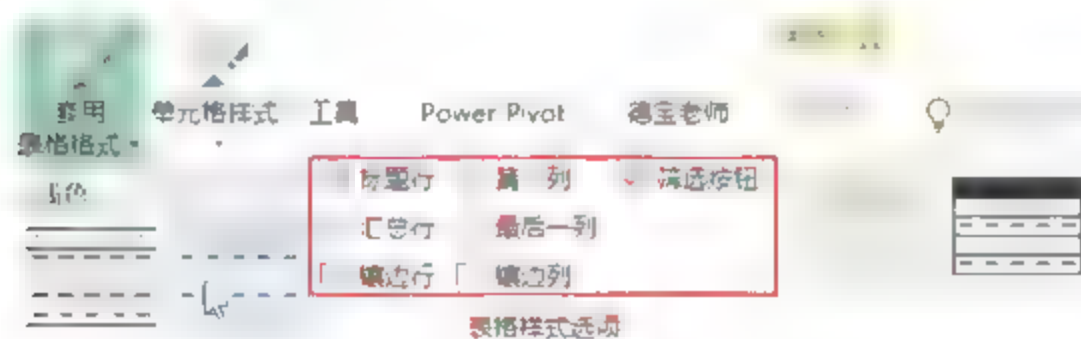 套用
表格格式
单元格样式
工具 Power Pivot 德宝老师
标题行 第一列 筛选按钮
汇总行 最后一列
镶边行 镶边列
表格样式选项